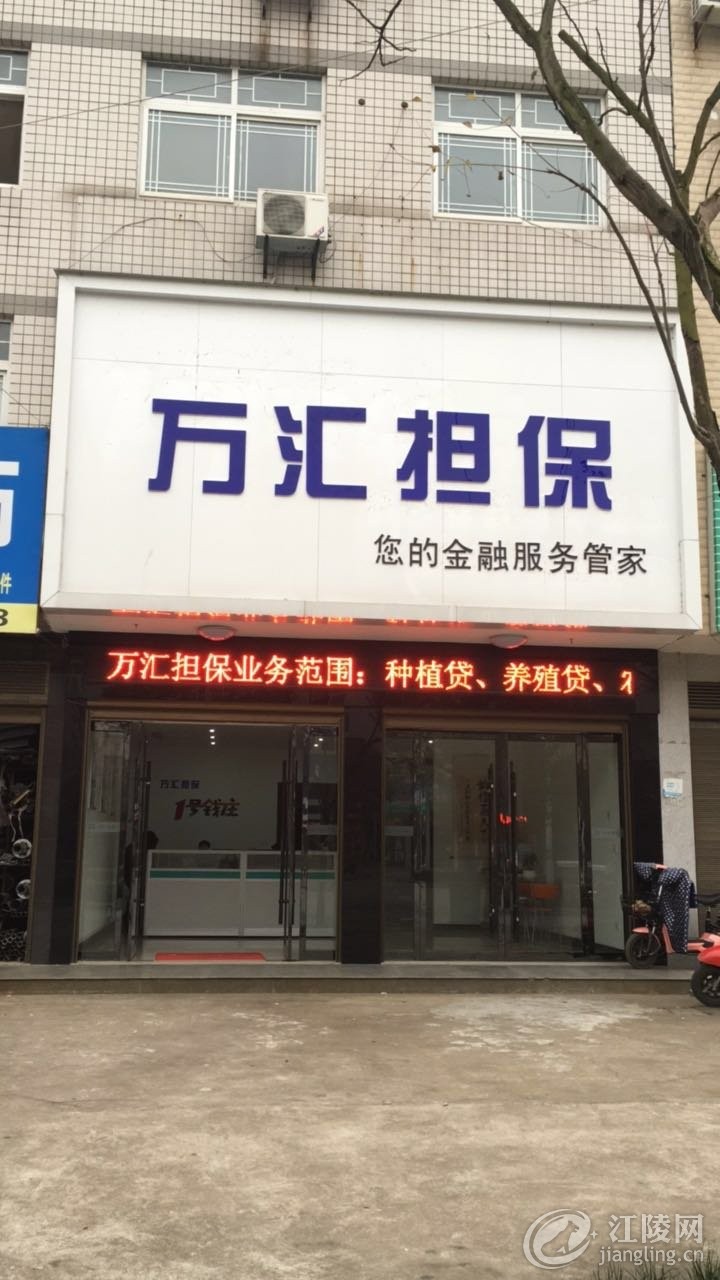 万汇担保
您的金融服务管家
件
3
万汇担保业务范围：种植贷、养殖贷、
万汇担保
1号钱庄
江陵网
jiangling.cn